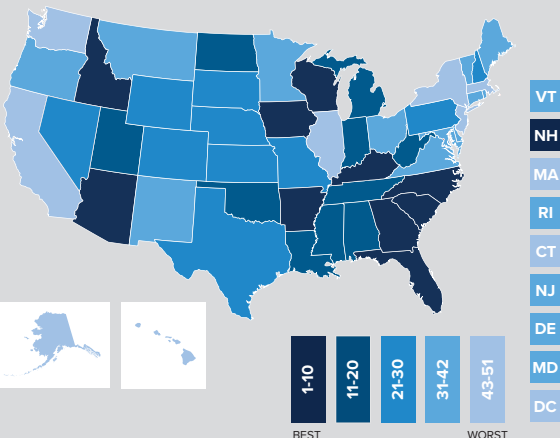 VT
NH
MA
RI
CT
NJ
DE
MD
DC
1-10
11-20
21-30
31-42
43-51
BEST
WORST